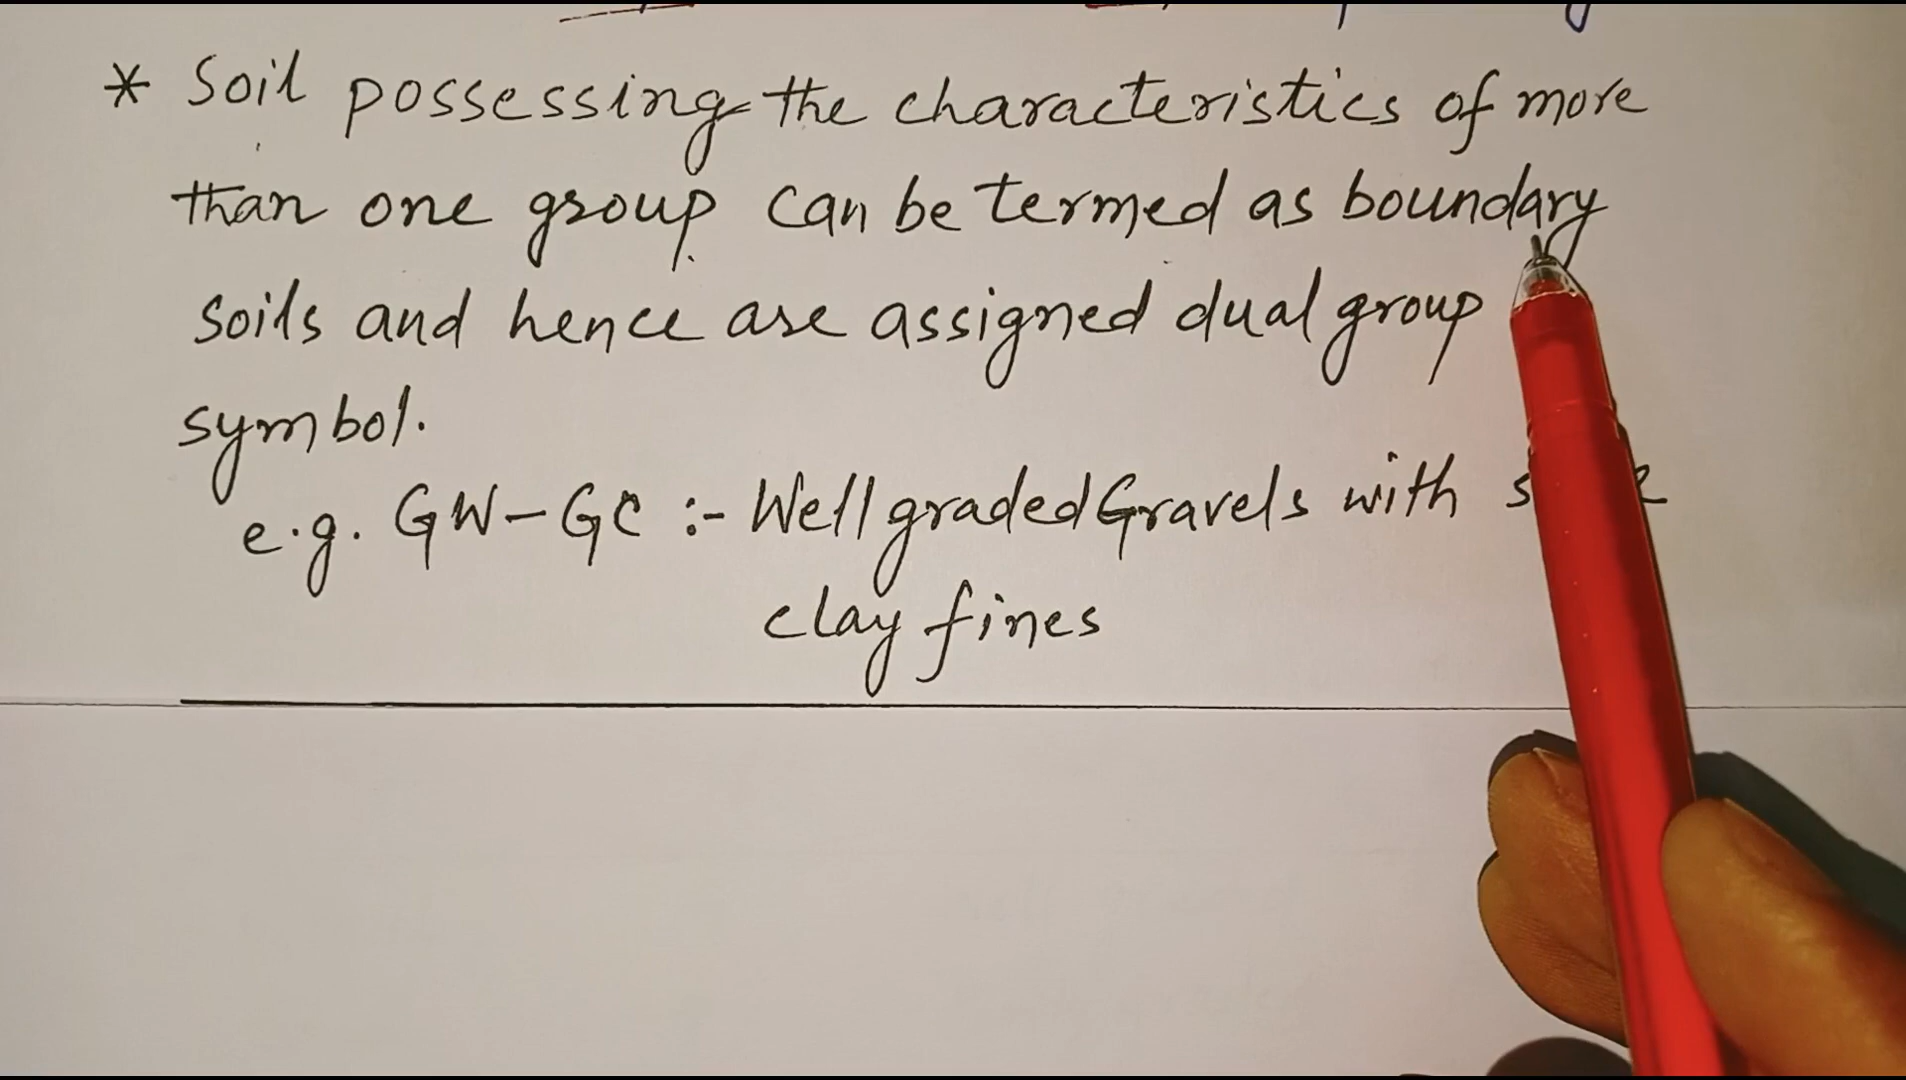 * Soil possessing the characteristics of more
than one group can be termed as boundary
soils and hence are assigned dual group
symbol.
e.g. GW-GC :- Well graded Gravels with
clay fines